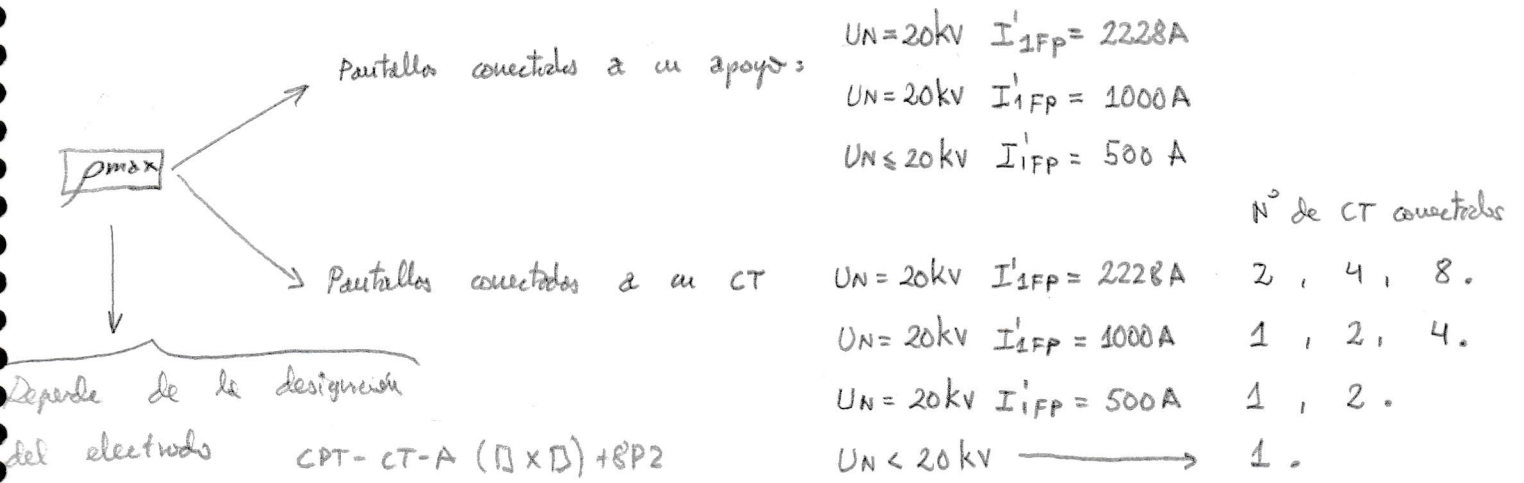 UN = 20kV I'1Fp = 2228A
Pantallas conectadas a un apoyo:
UN = 20kV I'1Fp = 1000A
UN ≤ 20kV I'1Fp = 500 A
ρmax
Nº de CT conectados
Pantallas conectadas a un CT UN = 20kV I'1Fp = 2228A 2 , 4 , 8 .
UN = 20kV I'1Fp = 1000A 1 , 2 , 4 .
Depende de la designación
UN = 20kV I'1Fp = 500A 1 , 2 .
del electrodo CPT-CT-A (□ x □) +8P2 UN < 20kV → 1 .